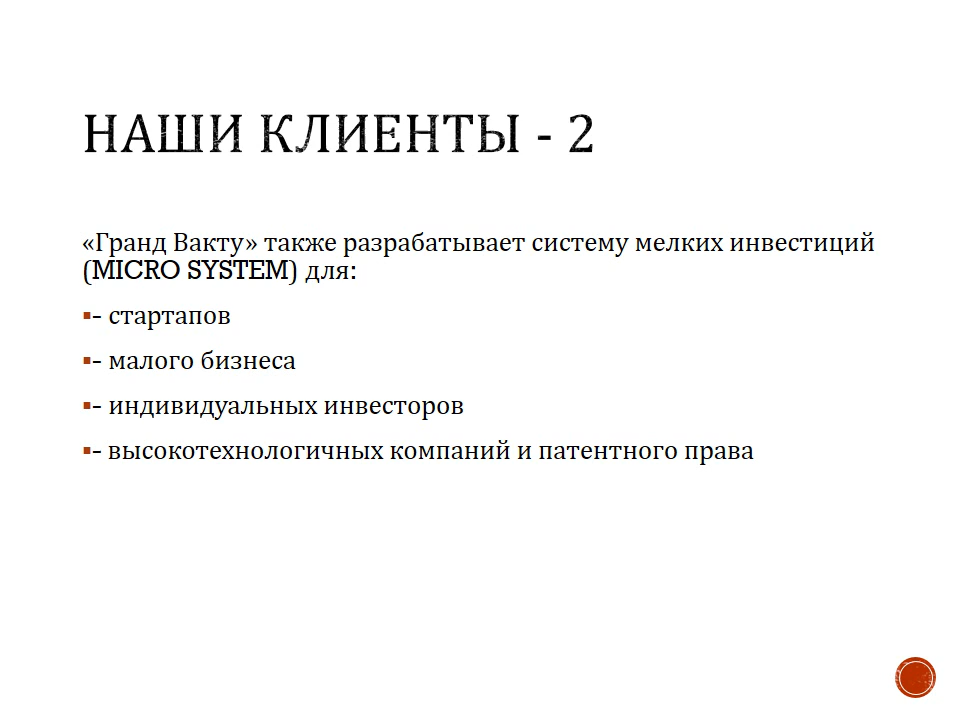 НАШИ КЛИЕНТЫ - 2
«Гранд Вакту» также разрабатывает систему мелких инвестиций
(MICRO SYSTEM) для:
▪- стартапов
▪- малого бизнеса
▪- индивидуальных инвесторов
▪- высокотехнологичных компаний и патентного права